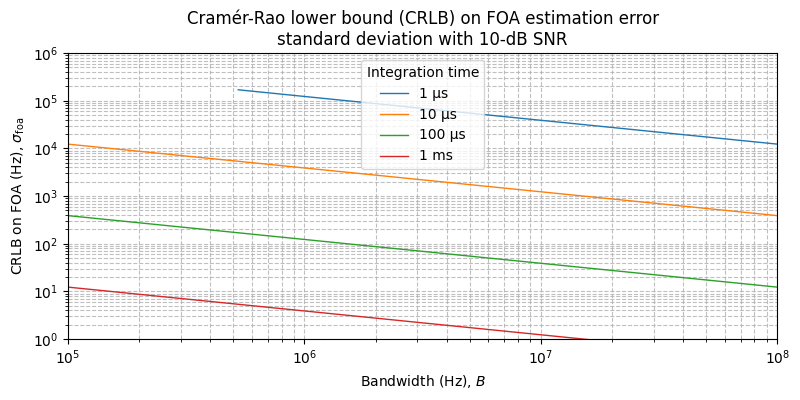 Cramér-Rao lower bound (CRLB) on FOA estimation error
standard deviation with 10-dB SNR
CRLB on FOA (Hz), σ_foa
10⁶
10⁵
10⁴
10³
10²
10¹
10⁰
Integration time
1 µs
10 µs
100 µs
1 ms
10⁵
10⁶
10⁷
10⁸
Bandwidth (Hz), B